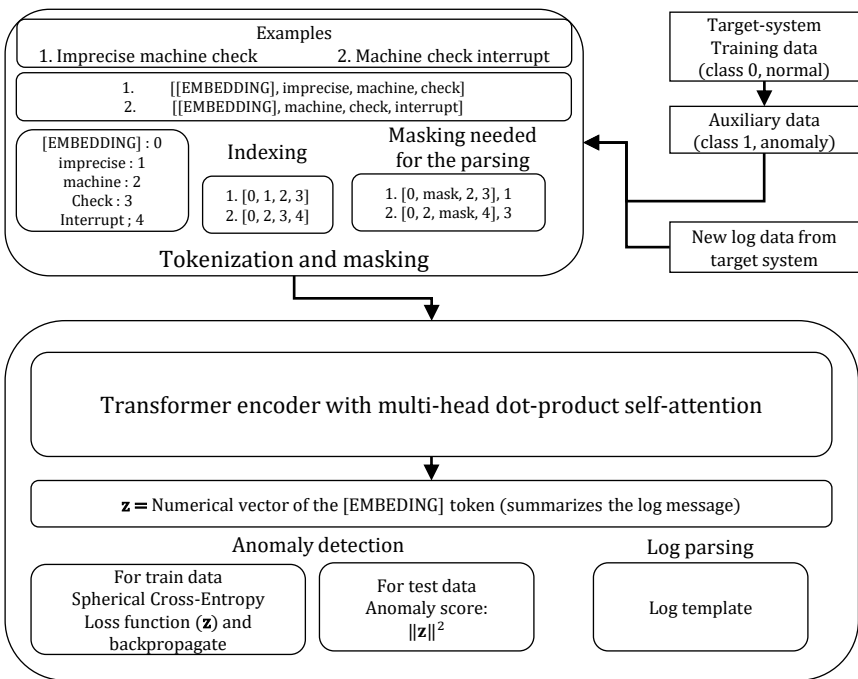 Examples
1. Imprecise machine check 2. Machine check interrupt
1. [[EMBEDDING], imprecise, machine, check]
2. [[EMBEDDING], machine, check, interrupt]
[EMBEDDING] : 0
imprecise : 1
machine : 2
Check : 3
Interrupt ; 4
Indexing
1. [0, 1, 2, 3]
2. [0, 2, 3, 4]
Masking needed
for the parsing
1. [0, mask, 2, 3], 1
2. [0, 2, mask, 4], 3
Tokenization and masking
Target-system
Training data
(class 0, normal)
Auxiliary data
(class 1, anomaly)
New log data from
target system
Transformer encoder with multi-head dot-product self-attention
z = Numerical vector of the [EMBEDING] token (summarizes the log message)
Anomaly detection
For train data
Spherical Cross-Entropy
Loss function (z) and
backpropagate
For test data
Anomaly score:
‖z‖²
Log parsing
Log template